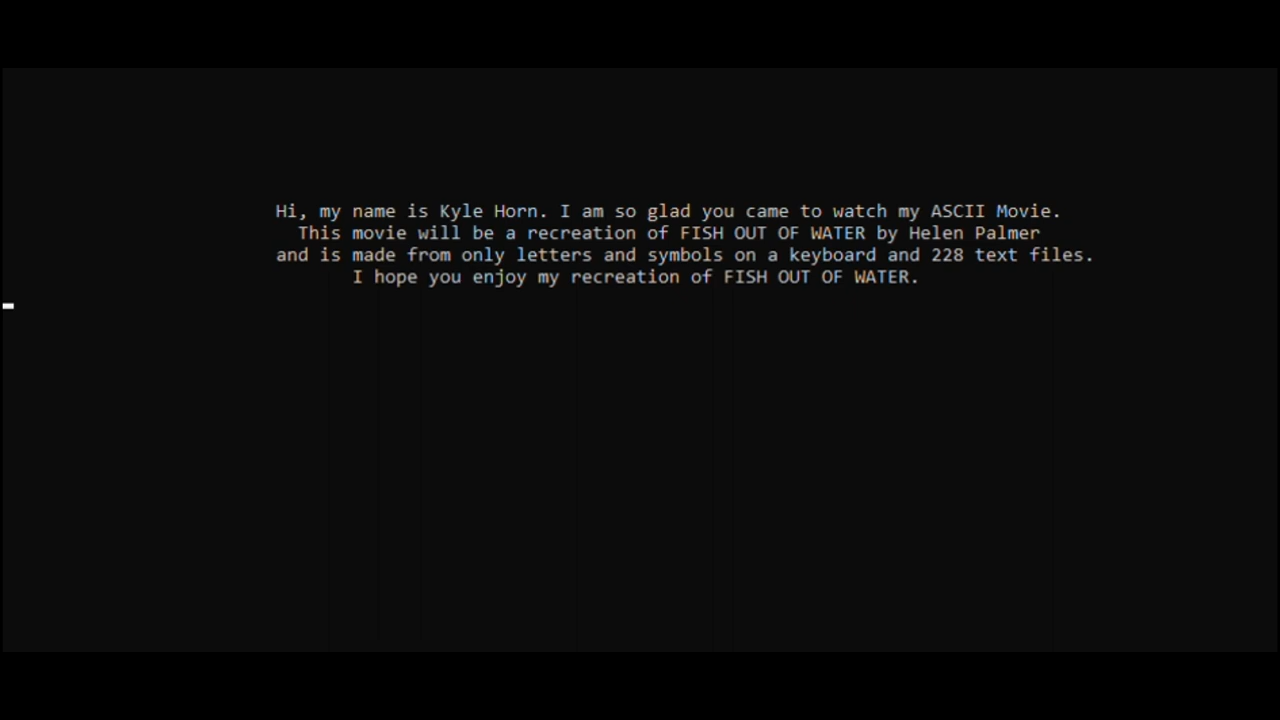 Hi, my name is Kyle Horn. I am so glad you came to watch my ASCII Movie.
This movie will be a recreation of FISH OUT OF WATER by Helen Palmer
and is made from only letters and symbols on a keyboard and 228 text files.
I hope you enjoy my recreation of FISH OUT OF WATER.